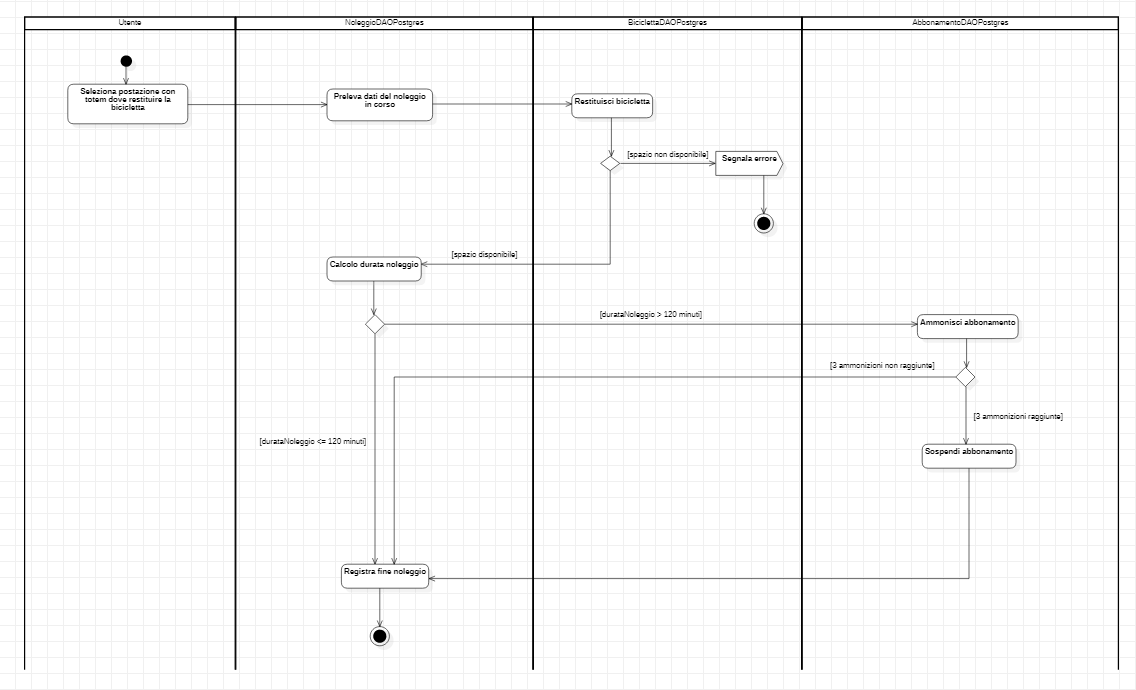 Utente
NoleggioDAOPostgres
BiciclettaDAOPostgres
AbbonamentoDAOPostgres
Seleziona postazione con
totem dove restituire la
bicicletta
Preleva dati del noleggio
in corso
Restituisci bicicletta
[spazio non disponibile]
Segnala errore
[spazio disponibile]
Calcolo durata noleggio
[durataNoleggio > 120 minuti]
Ammonisci abbonamento
[3 ammonizioni non raggiunte]
[3 ammonizioni raggiunte]
[durataNoleggio <= 120 minuti]
Sospendi abbonamento
Registra fine noleggio